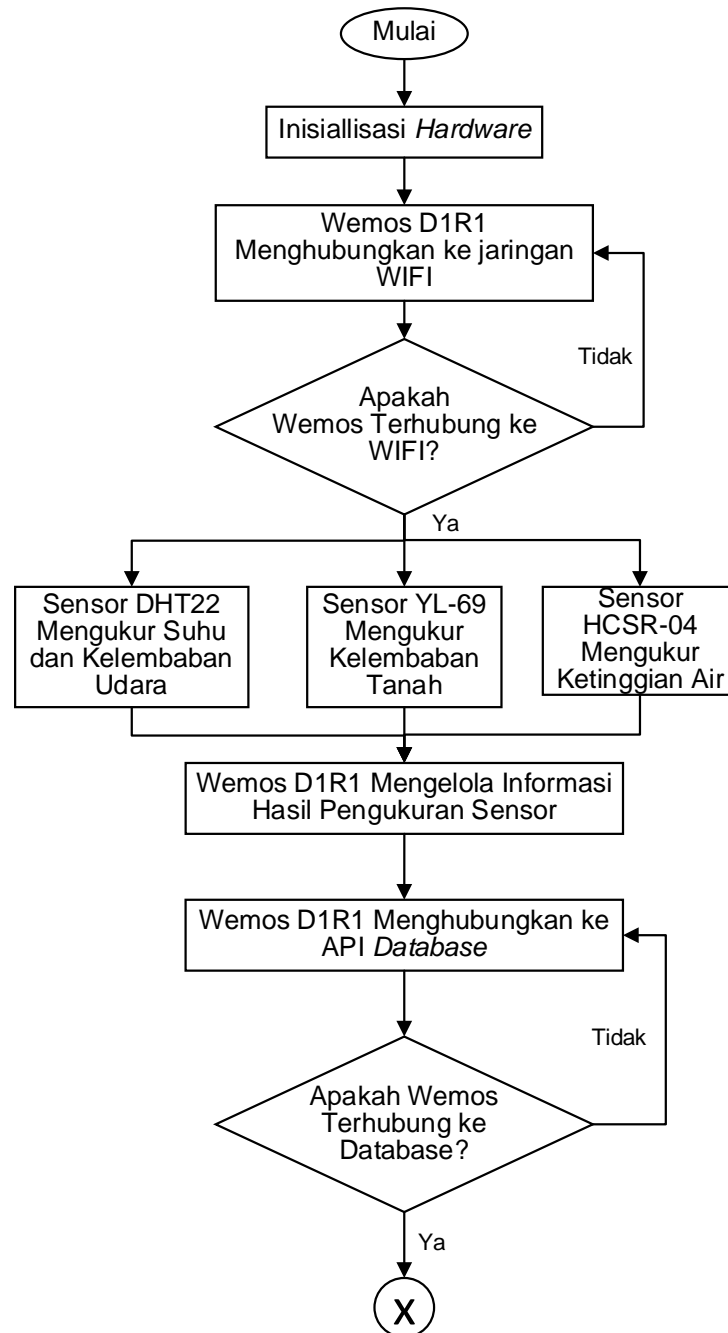 Mulai
Inisiallisasi Hardware
Wemos D1R1
Menghubungkan ke jaringan
WIFI
Tidak
Apakah
Wemos Terhubung ke
WIFI?
Ya
Sensor DHT22
Mengukur Suhu
dan Kelembaban
Udara
Sensor YL-69
Mengukur
Kelembaban
Tanah
Sensor
HCSR-04
Mengukur
Ketinggian Air
Wemos D1R1 Mengelola Informasi
Hasil Pengukuran Sensor
Wemos D1R1 Menghubungkan ke
API Database
Tidak
Apakah Wemos
Terhubung ke
Database?
Ya
X